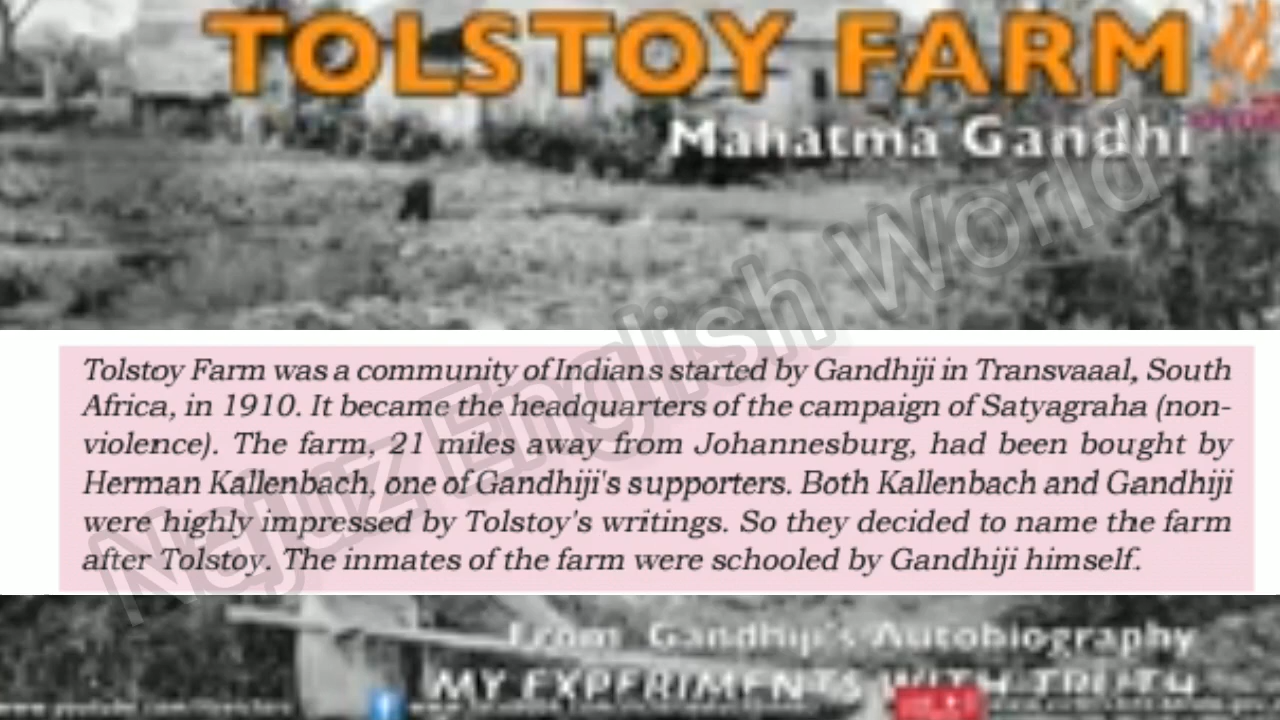 TOLSTOY FARM
Mahatma Gandhi
Tolstoy Farm was a community of Indians started by Gandhiji in Transvaaal, South
Africa, in 1910. It became the headquarters of the campaign of Satyagraha (non-
violence). The farm, 21 miles away from Johannesburg, had been bought by
Herman Kallenbach, one of Gandhiji's supporters. Both Kallenbach and Gandhiji
were highly impressed by Tolstoy's writings. So they decided to name the farm
after Tolstoy. The inmates of the farm were schooled by Gandhiji himself.
Najuz English World
From Gandhiji's Autobiography
MY EXPERIMENTS WITH TRUTH